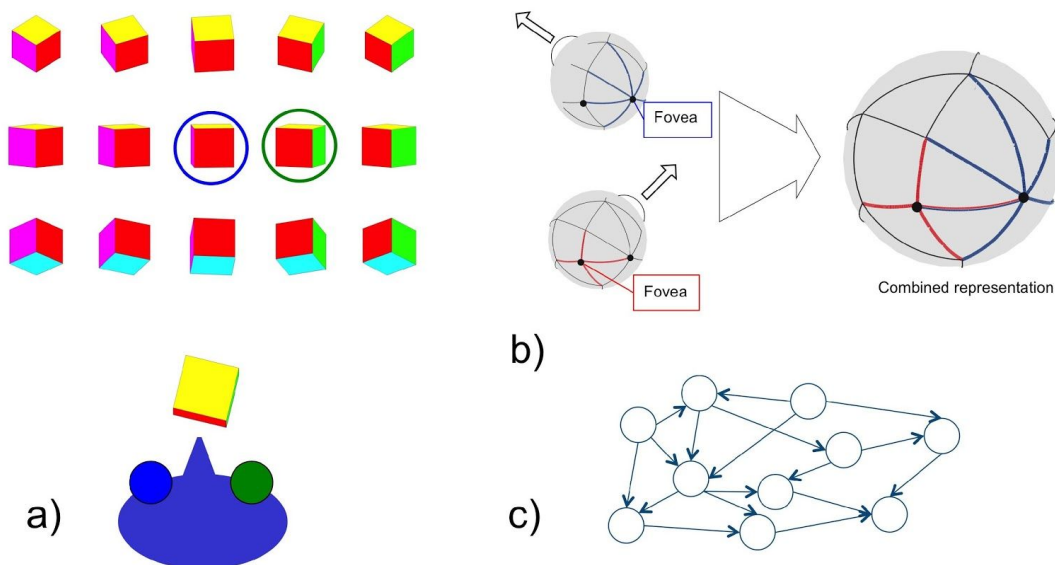 Fovea
Fovea
Combined representation
b)
a)
c)